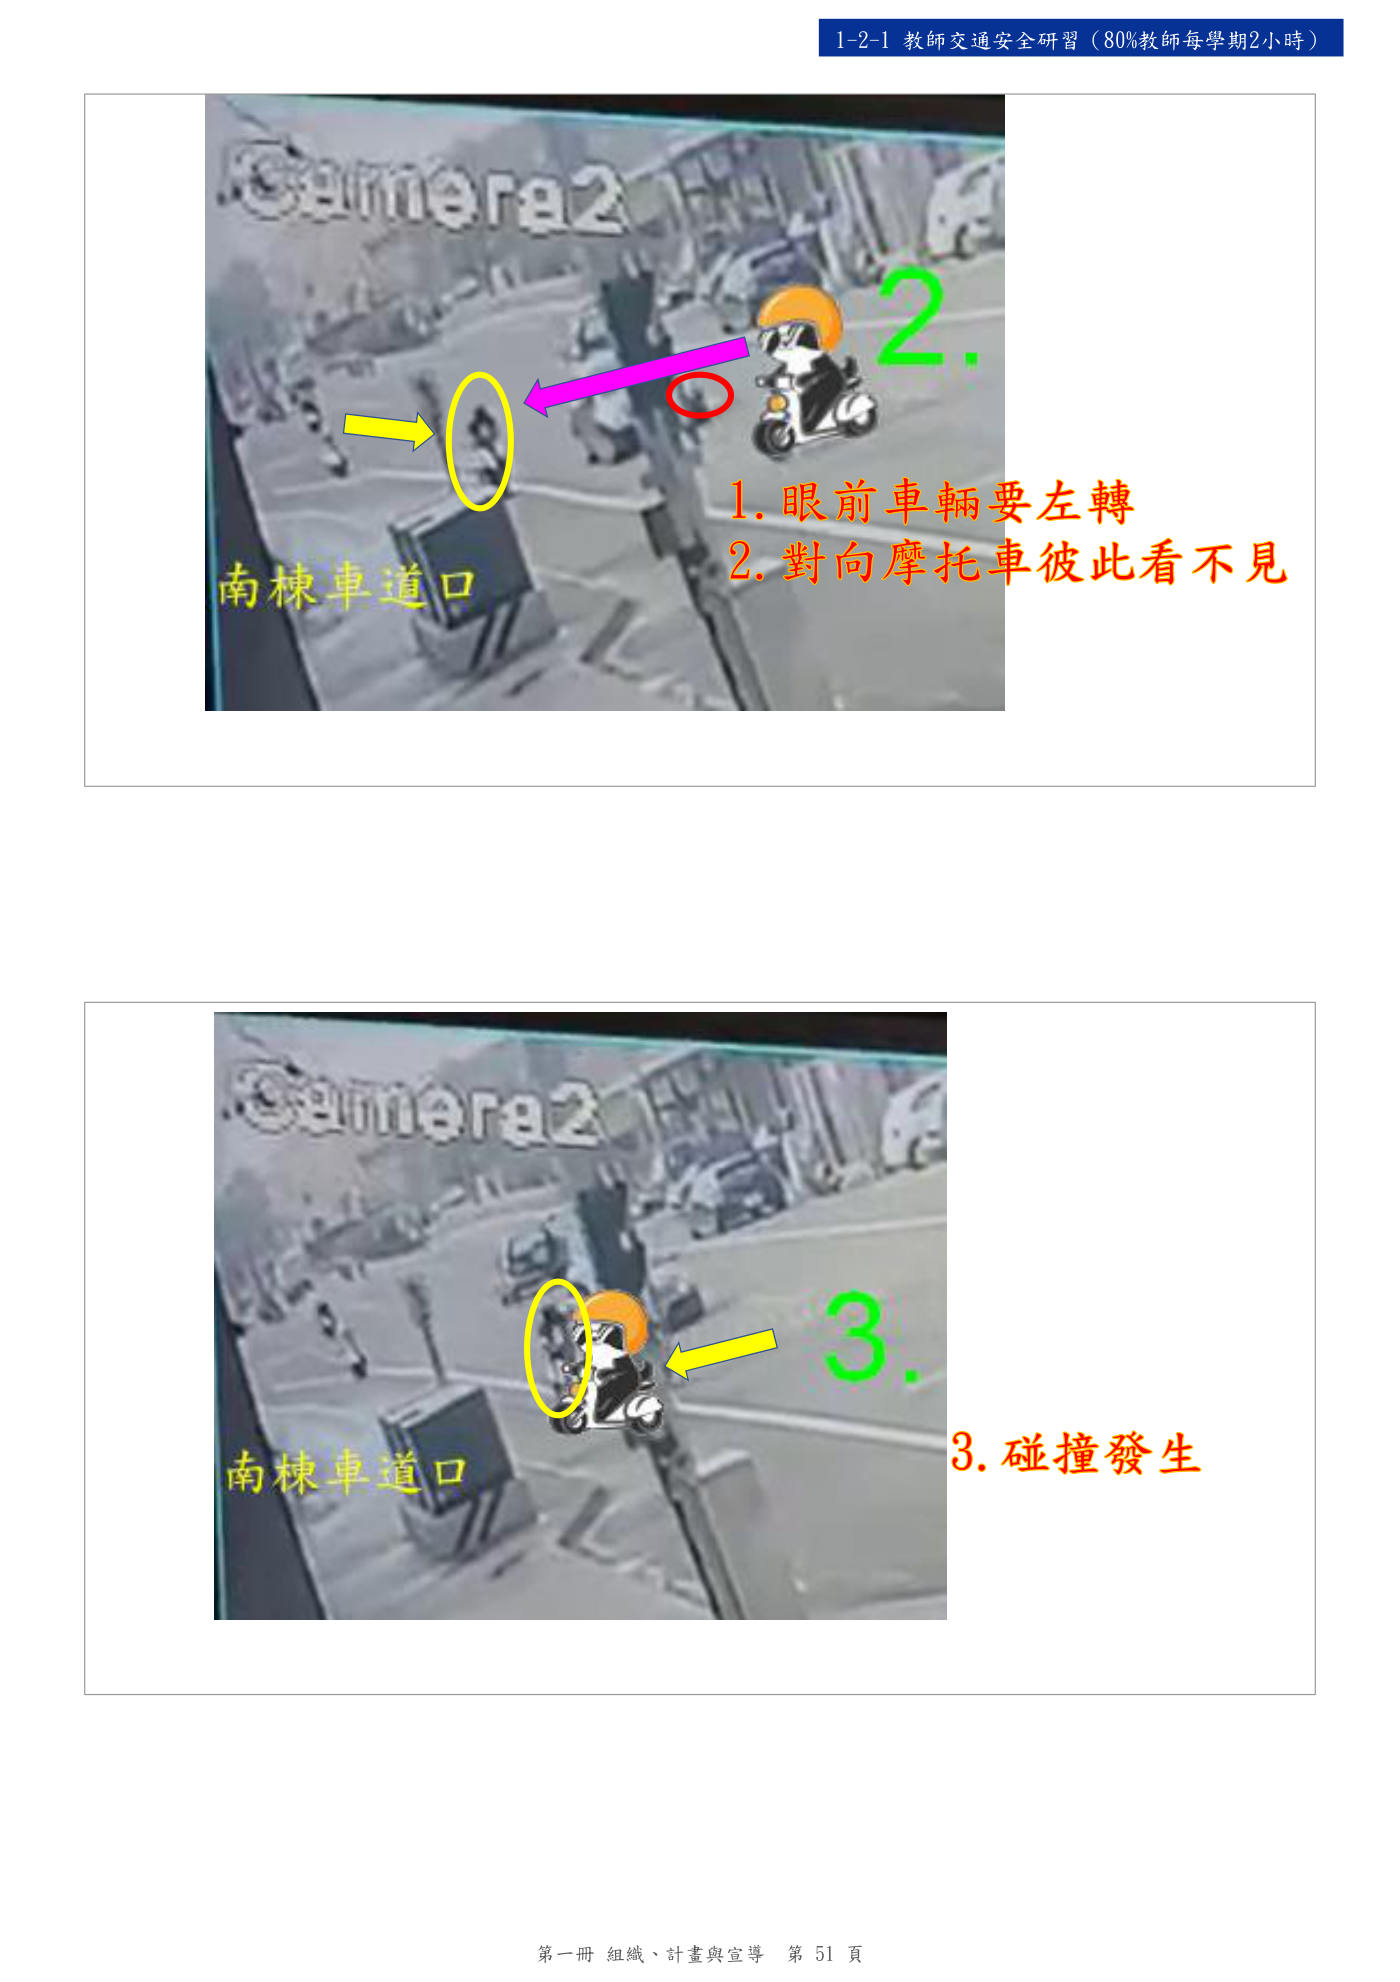 1-2-1 教師交通安全研習（80%教師每學期2小時）
Camera2
2.
1.眼前車輛要左轉
2.對向摩托車彼此看不見
南棟車道口
Camera2
3.
3.碰撞發生
南棟車道口
第一冊 組織、計畫與宣導　第 51 頁